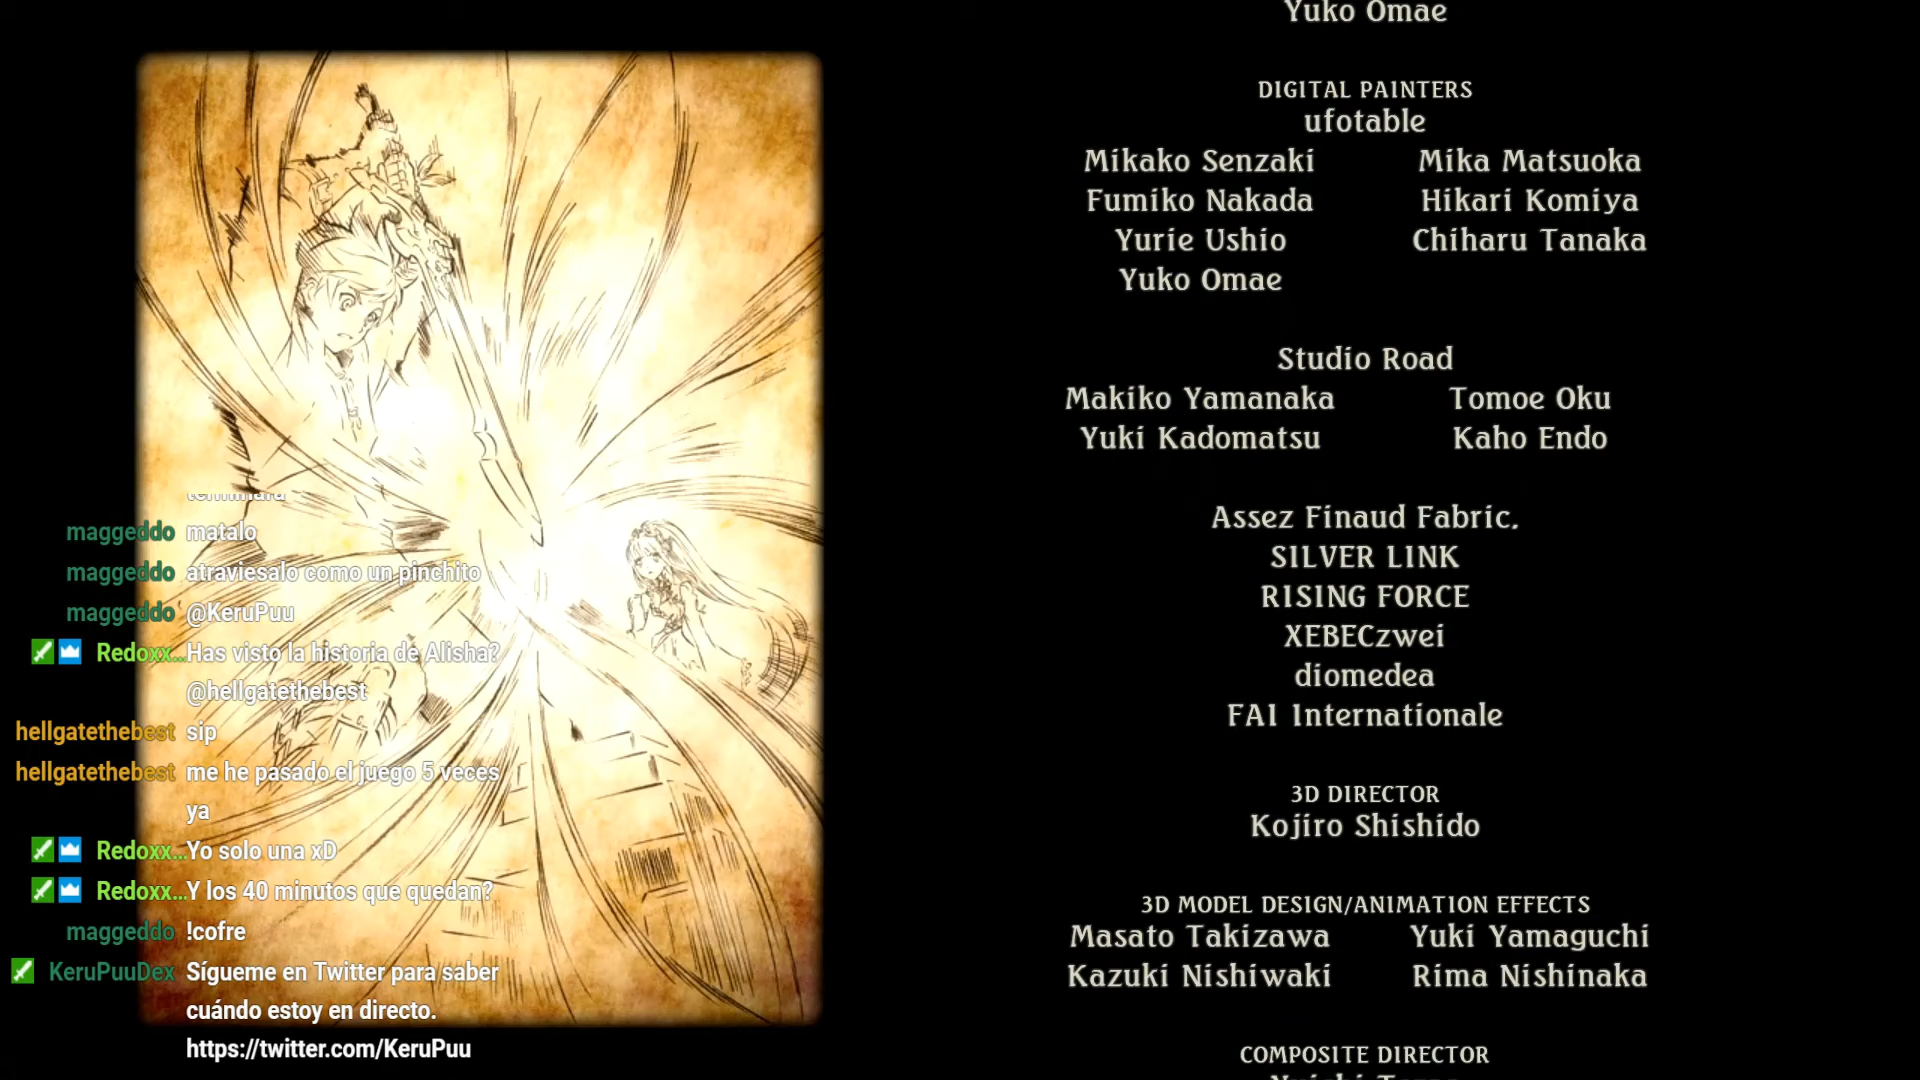 matalo
maggeddo
maggeddo atraviesalo como un pinchito
maggeddo @KeruPuu
Redoxx... Has visto la historia de Alisha?
@hellgatethebest
hellgatethebest sip
hellgatethebest me he pasado el juego 5 veces
ya
Redoxx... Yo solo una xD
Redoxx... Y los 40 minutos que quedan?
maggeddo !cofre
KeruPuuDex Sígueme en Twitter para saber
cuándo estoy en directo.
https://twitter.com/KeruPuu
Yuko Omae
DIGITAL PAINTERS
ufotable
Mikako Senzaki Mika Matsuoka
Fumiko Nakada Hikari Komiya
Yurie Ushio Chiharu Tanaka
Yuko Omae
Studio Road
Makiko Yamanaka Tomoe Oku
Yuki Kadomatsu Kaho Endo
Assez Finaud Fabric.
SILVER LINK
RISING FORCE
XEBECzwei
diomedea
FAI Internationale
3D DIRECTOR
Kojiro Shishido
3D MODEL DESIGN/ANIMATION EFFECTS
Masato Takizawa Yuki Yamaguchi
Kazuki Nishiwaki Rima Nishinaka
COMPOSITE DIRECTOR